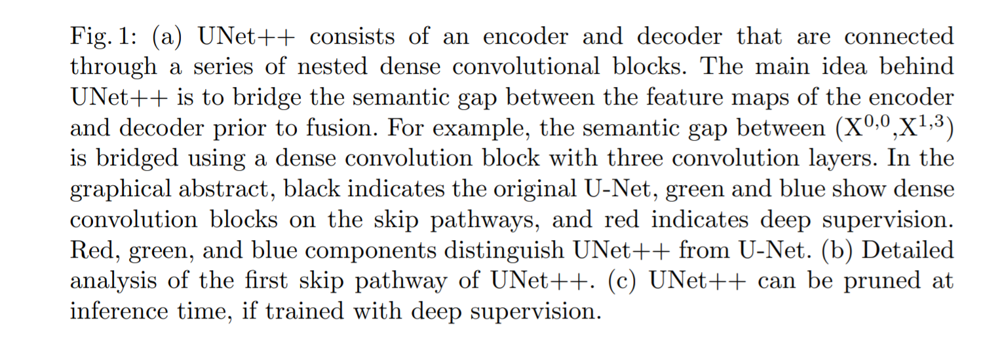 Fig. 1: (a) UNet++ consists of an encoder and decoder that are connected
through a series of nested dense convolutional blocks. The main idea behind
UNet++ is to bridge the semantic gap between the feature maps of the encoder
and decoder prior to fusion. For example, the semantic gap between (X⁰,⁰,X¹,³)
is bridged using a dense convolution block with three convolution layers. In the
graphical abstract, black indicates the original U-Net, green and blue show dense
convolution blocks on the skip pathways, and red indicates deep supervision.
Red, green, and blue components distinguish UNet++ from U-Net. (b) Detailed
analysis of the first skip pathway of UNet++. (c) UNet++ can be pruned at
inference time, if trained with deep supervision.